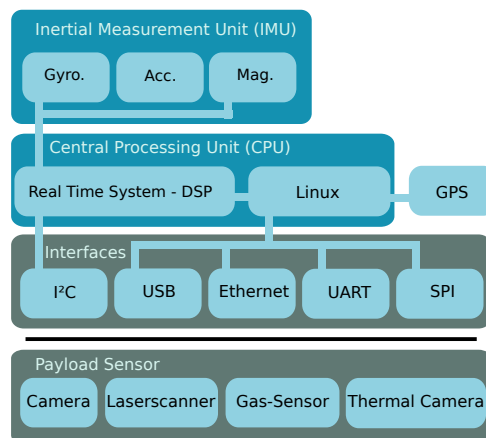 Inertial Measurement Unit (IMU)
Gyro. Acc. Mag.
Central Processing Unit (CPU)
Real Time System - DSP Linux GPS
Interfaces
I²C USB Ethernet UART SPI
Payload Sensor
Camera Laserscanner Gas-Sensor Thermal Camera